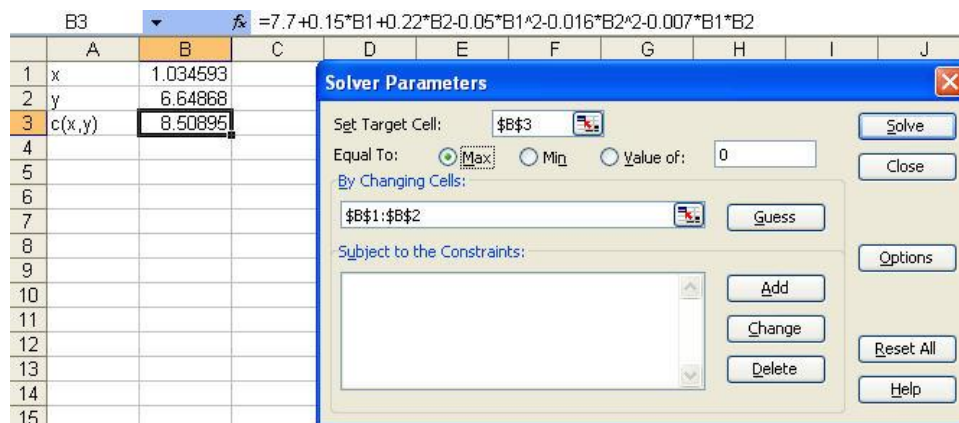 B3 fx =7.7+0.15*B1+0.22*B2-0.05*B1^2-0.016*B2^2-0.007*B1*B2
A B C D E F G H I J
1 x 1.034593
2 y 6.64868
3 c(x,y) 8.50895
4
5
6
7
8
9
10
11
12
13
14
15
Solver Parameters
Set Target Cell: $B$3 Solve
Equal To: Max Min Value of: 0 Close
By Changing Cells:
$B$1:$B$2 Guess
Subject to the Constraints: Options
Add
Change
Reset All
Delete
Help